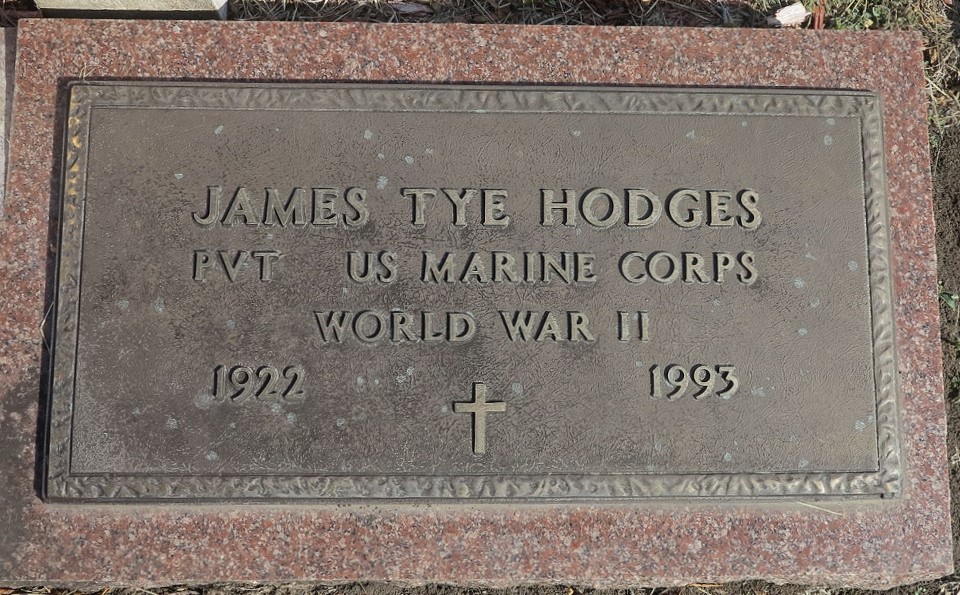 JAMES TYE HODGES
PVT US MARINE CORPS
WORLD WAR II
1922 1993